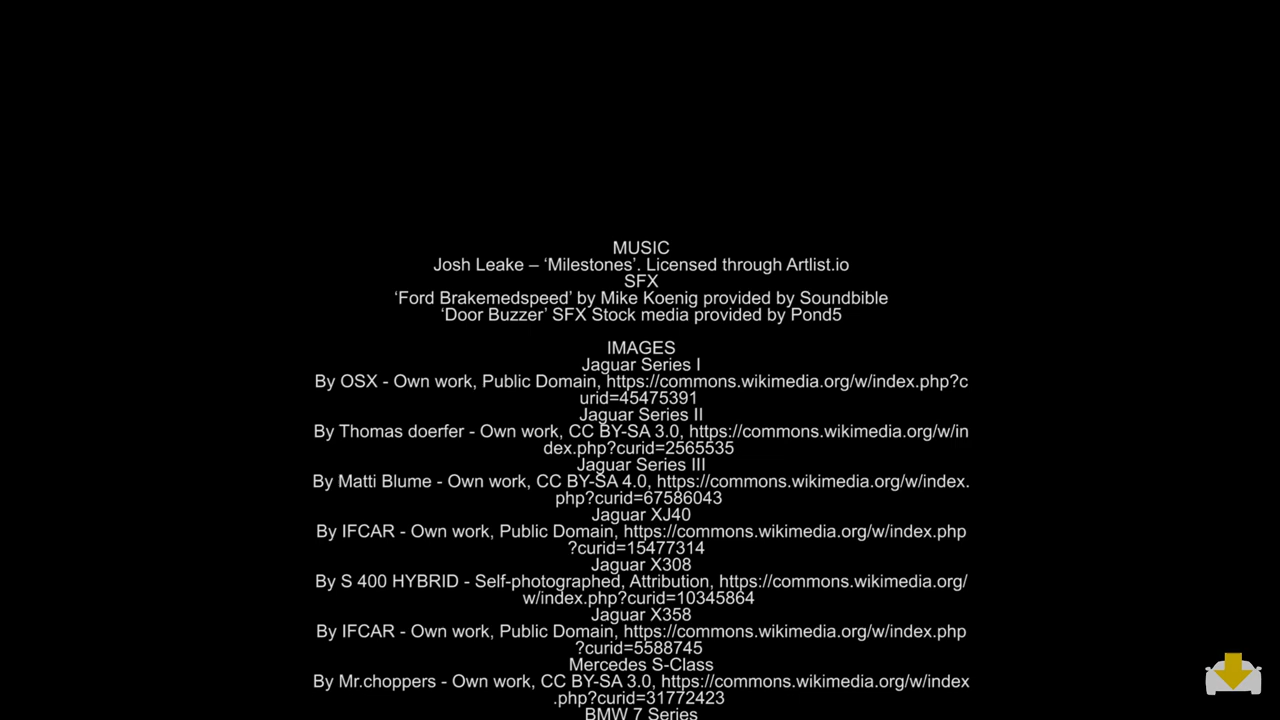 MUSIC
Josh Leake – ‘Milestones’. Licensed through Artlist.io
SFX
‘Ford Brakemedspeed’ by Mike Koenig provided by Soundbible
‘Door Buzzer’ SFX Stock media provided by Pond5
IMAGES
Jaguar Series I
By OSX - Own work, Public Domain, https://commons.wikimedia.org/w/index.php?c
urid=45475391
Jaguar Series II
By Thomas doerfer - Own work, CC BY-SA 3.0, https://commons.wikimedia.org/w/in
dex.php?curid=2565535
Jaguar Series III
By Matti Blume - Own work, CC BY-SA 4.0, https://commons.wikimedia.org/w/index.
php?curid=67586043
Jaguar XJ40
By IFCAR - Own work, Public Domain, https://commons.wikimedia.org/w/index.php
?curid=15477314
Jaguar X308
By S 400 HYBRID - Self-photographed, Attribution, https://commons.wikimedia.org/
w/index.php?curid=10345864
Jaguar X358
By IFCAR - Own work, Public Domain, https://commons.wikimedia.org/w/index.php
?curid=5588745
Mercedes S-Class
By Mr.choppers - Own work, CC BY-SA 3.0, https://commons.wikimedia.org/w/index
.php?curid=31772423
BMW 7 Series